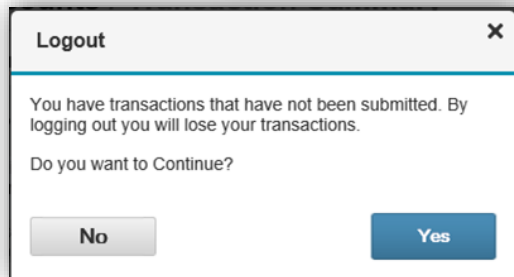 Logout
You have transactions that have not been submitted. By
logging out you will lose your transactions.
Do you want to Continue?
No
Yes